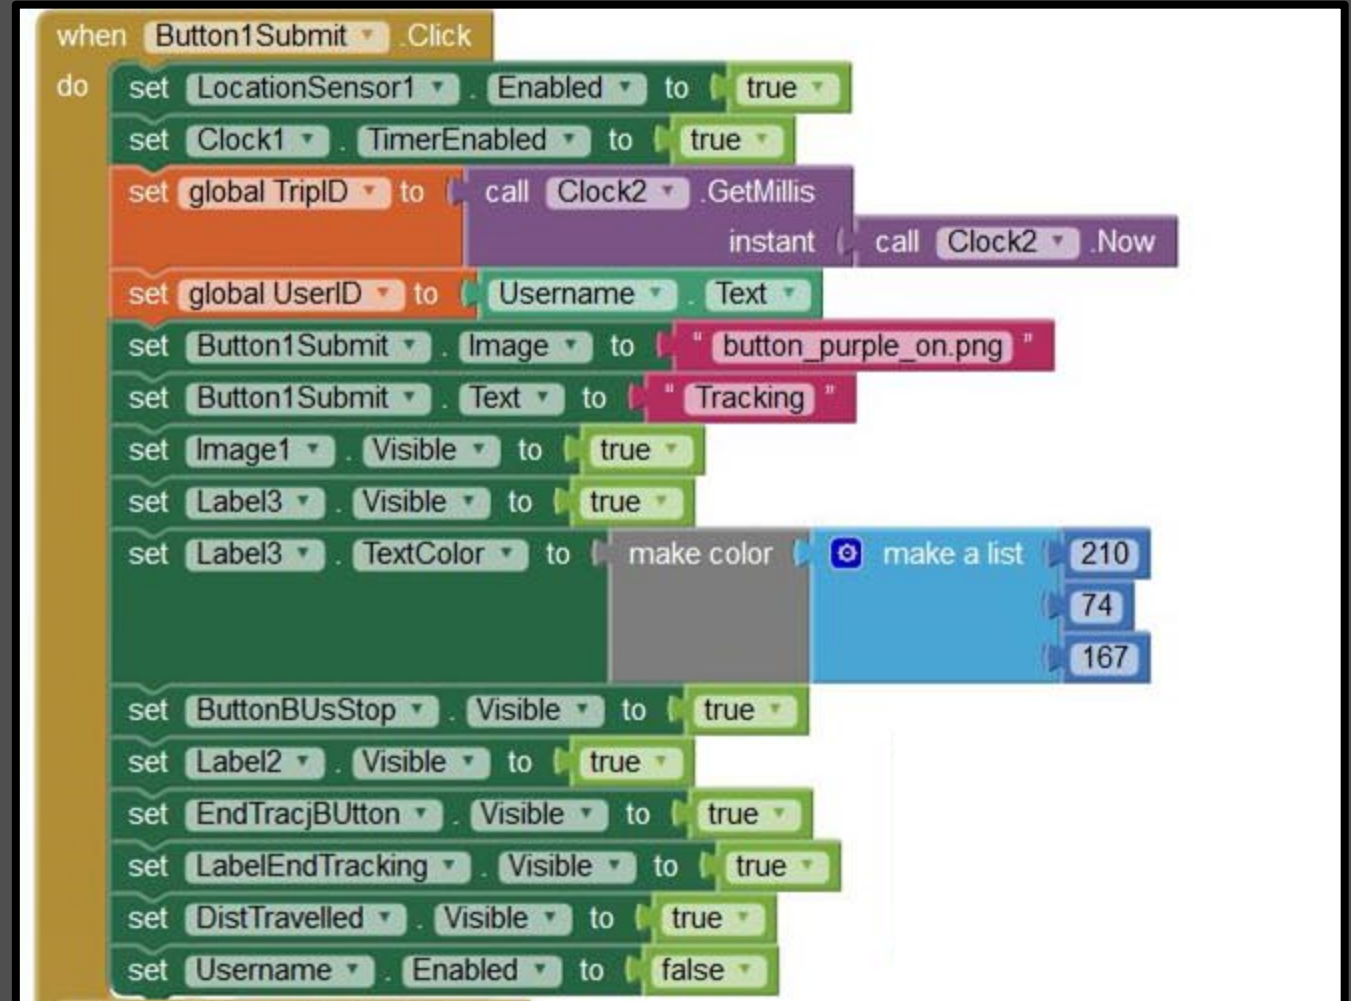 when Button1Submit .Click
do set LocationSensor1 . Enabled to true
set Clock1 . TimerEnabled to true
set global TripID to call Clock2 .GetMillis
instant call Clock2 .Now
set global UserID to Username . Text
set Button1Submit . Image to " button_purple_on.png "
set Button1Submit . Text to " Tracking "
set Image1 . Visible to true
set Label3 . Visible to true
set Label3 . TextColor to make color make a list 210
74
167
set ButtonBUsStop . Visible to true
set Label2 . Visible to true
set EndTracjBUtton . Visible to true
set LabelEndTracking . Visible to true
set DistTravelled . Visible to true
set Username . Enabled to false